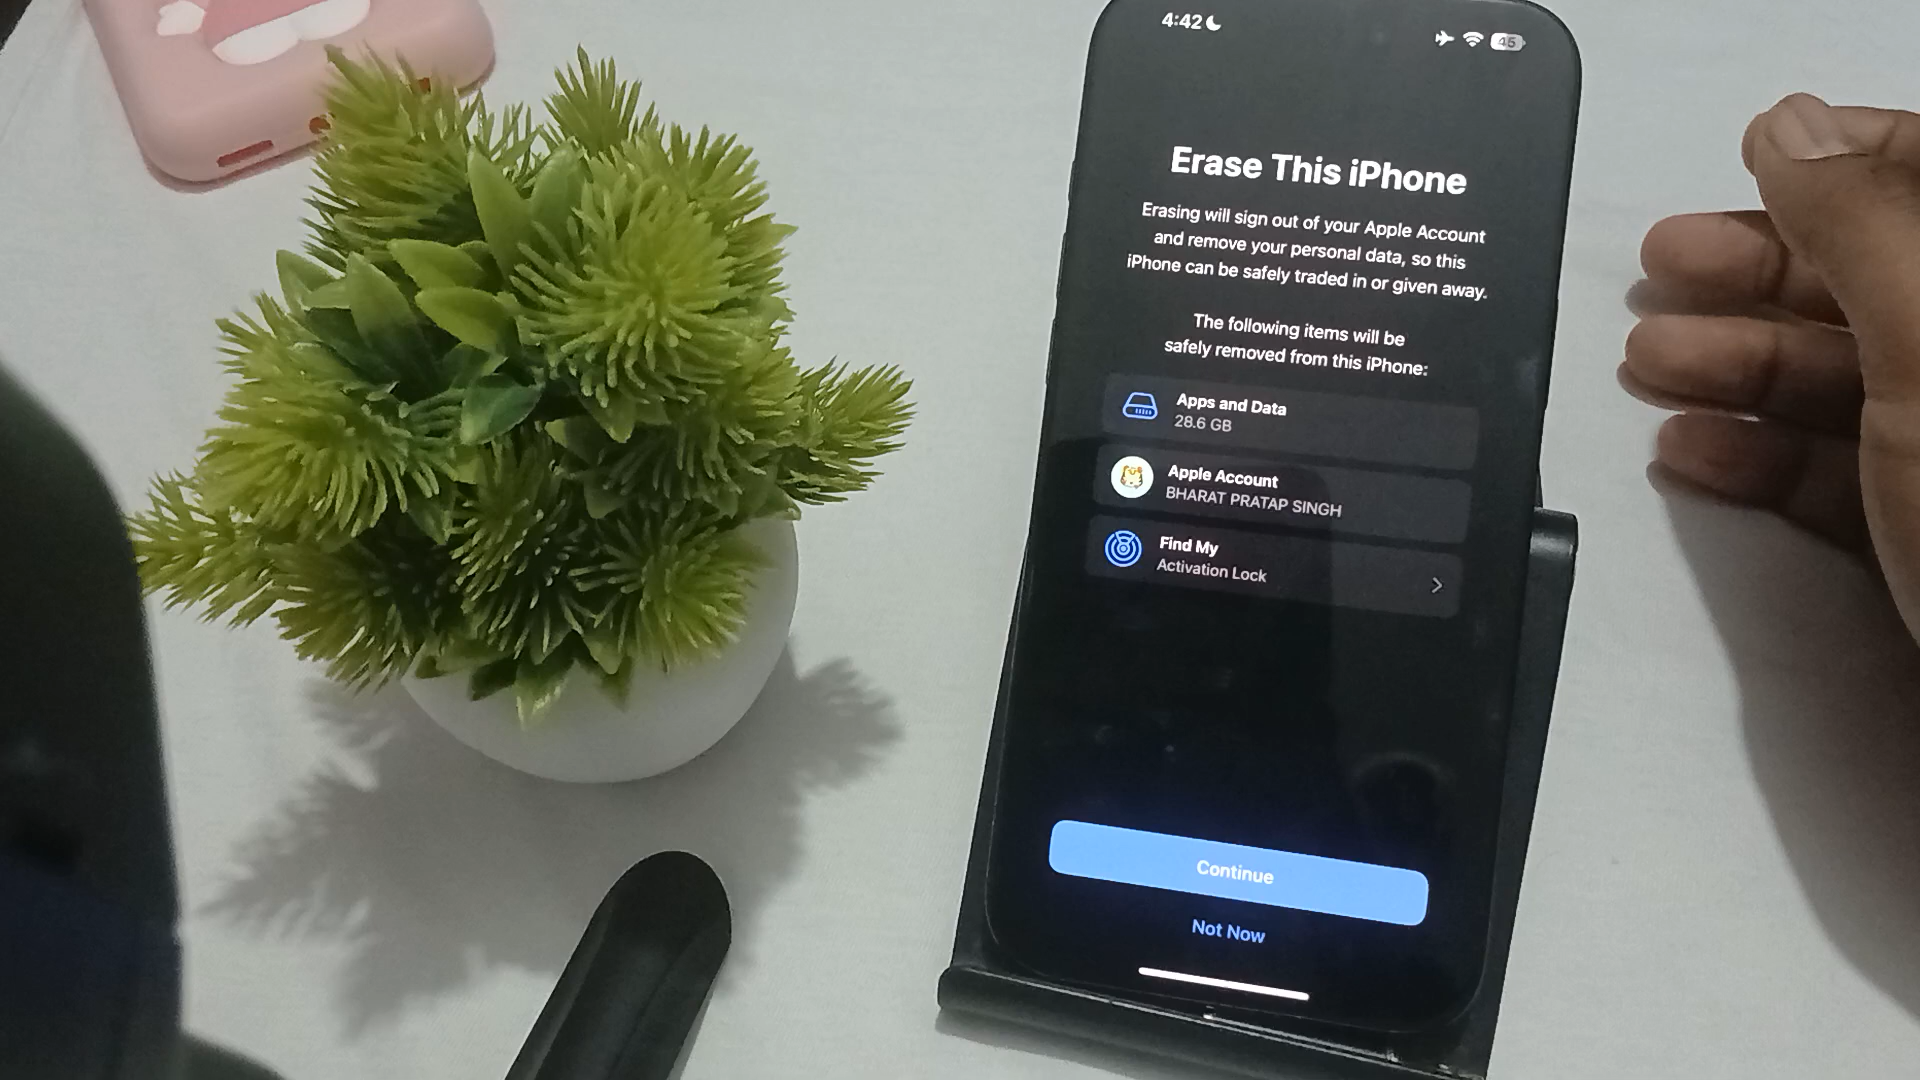 4:42
45
Erase This iPhone
Erasing will sign out of your Apple Account
and remove your personal data, so this
iPhone can be safely traded in or given away.
The following items will be
safely removed from this iPhone:
Apps and Data
28.6 GB
Apple Account
BHARAT PRATAP SINGH
Find My
Activation Lock
Continue
Not Now